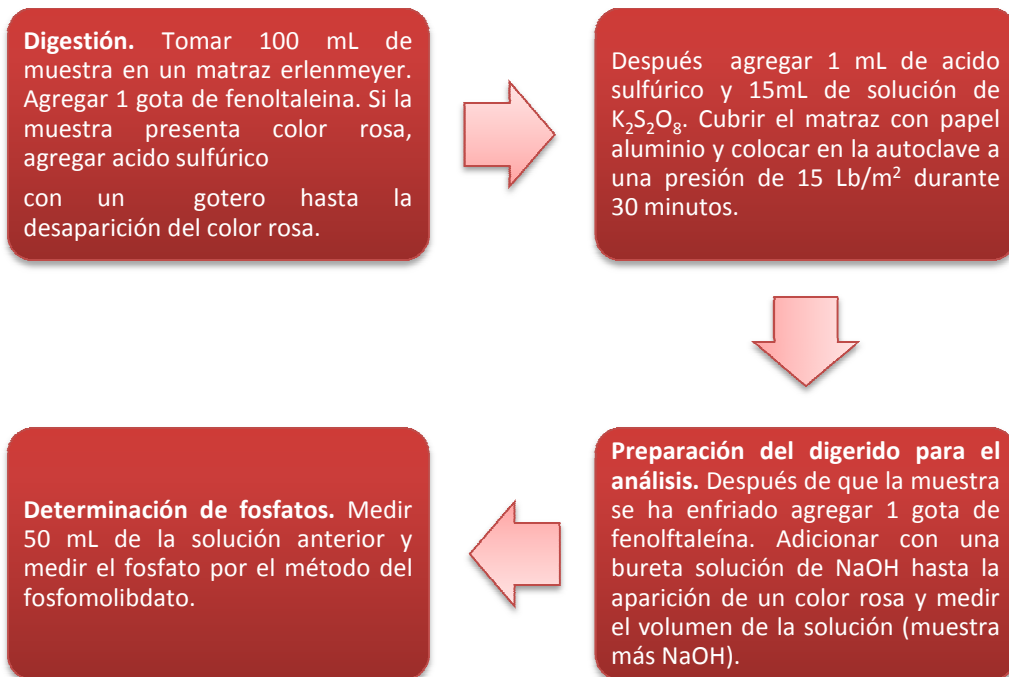 Digestión. Tomar 100 mL de
muestra en un matraz erlenmeyer.
Agregar 1 gota de fenoltaleina. Si la
muestra presenta color rosa,
agregar acido sulfúrico
con un gotero hasta la
desaparición del color rosa.
Después agregar 1 mL de acido
sulfúrico y 15mL de solución de
K₂S₂O₈. Cubrir el matraz con papel
aluminio y colocar en la autoclave a
una presión de 15 Lb/m² durante
30 minutos.
Preparación del digerido para el
análisis. Después de que la muestra
se ha enfriado agregar 1 gota de
fenolftaleína. Adicionar con una
bureta solución de NaOH hasta la
aparición de un color rosa y medir
el volumen de la solución (muestra
más NaOH).
Determinación de fosfatos. Medir
50 mL de la solución anterior y
medir el fosfato por el método del
fosfomolibdato.